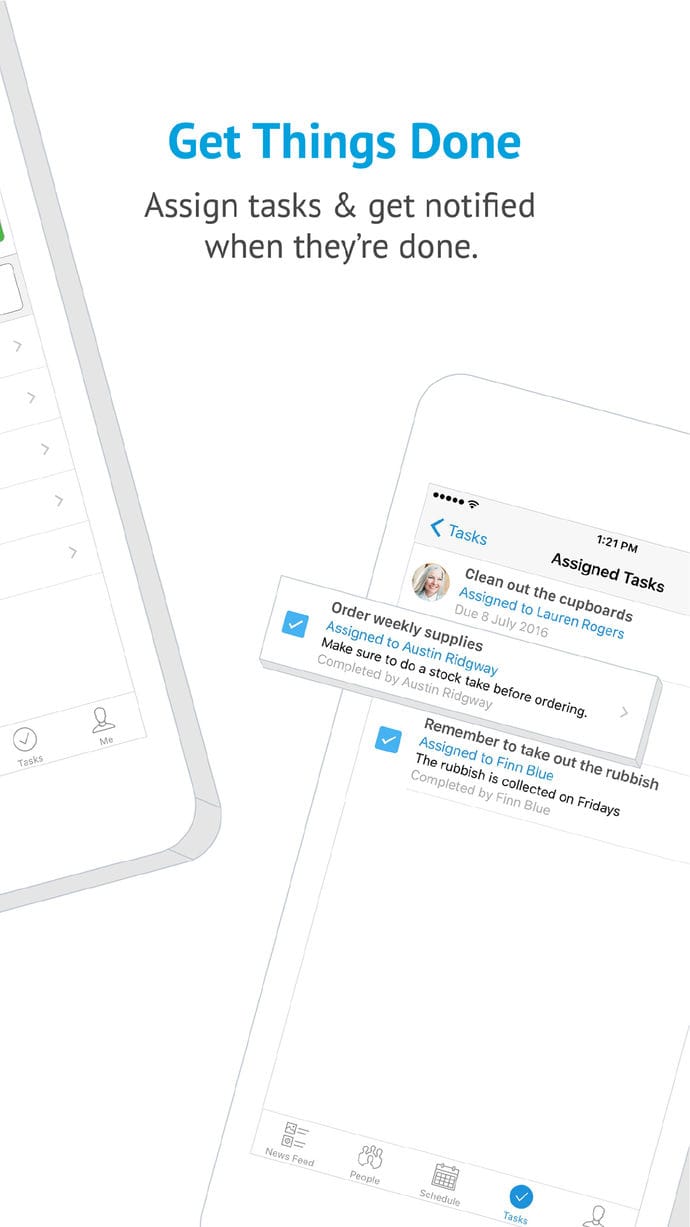 Get Things Done
Assign tasks & get notified
when they’re done.
1:21 PM
Tasks
Assigned Tasks
Clean out the cupboards
Assigned to Lauren Rogers
Due 8 July 2016
Order weekly supplies
Assigned to Austin Ridgway
Make sure to do a stock take before ordering.
Completed by Austin Ridgway
Remember to take out the rubbish
Assigned to Finn Blue
The rubbish is collected on Fridays
Completed by Finn Blue
Tasks
Me
News Feed
People
Schedule
Tasks